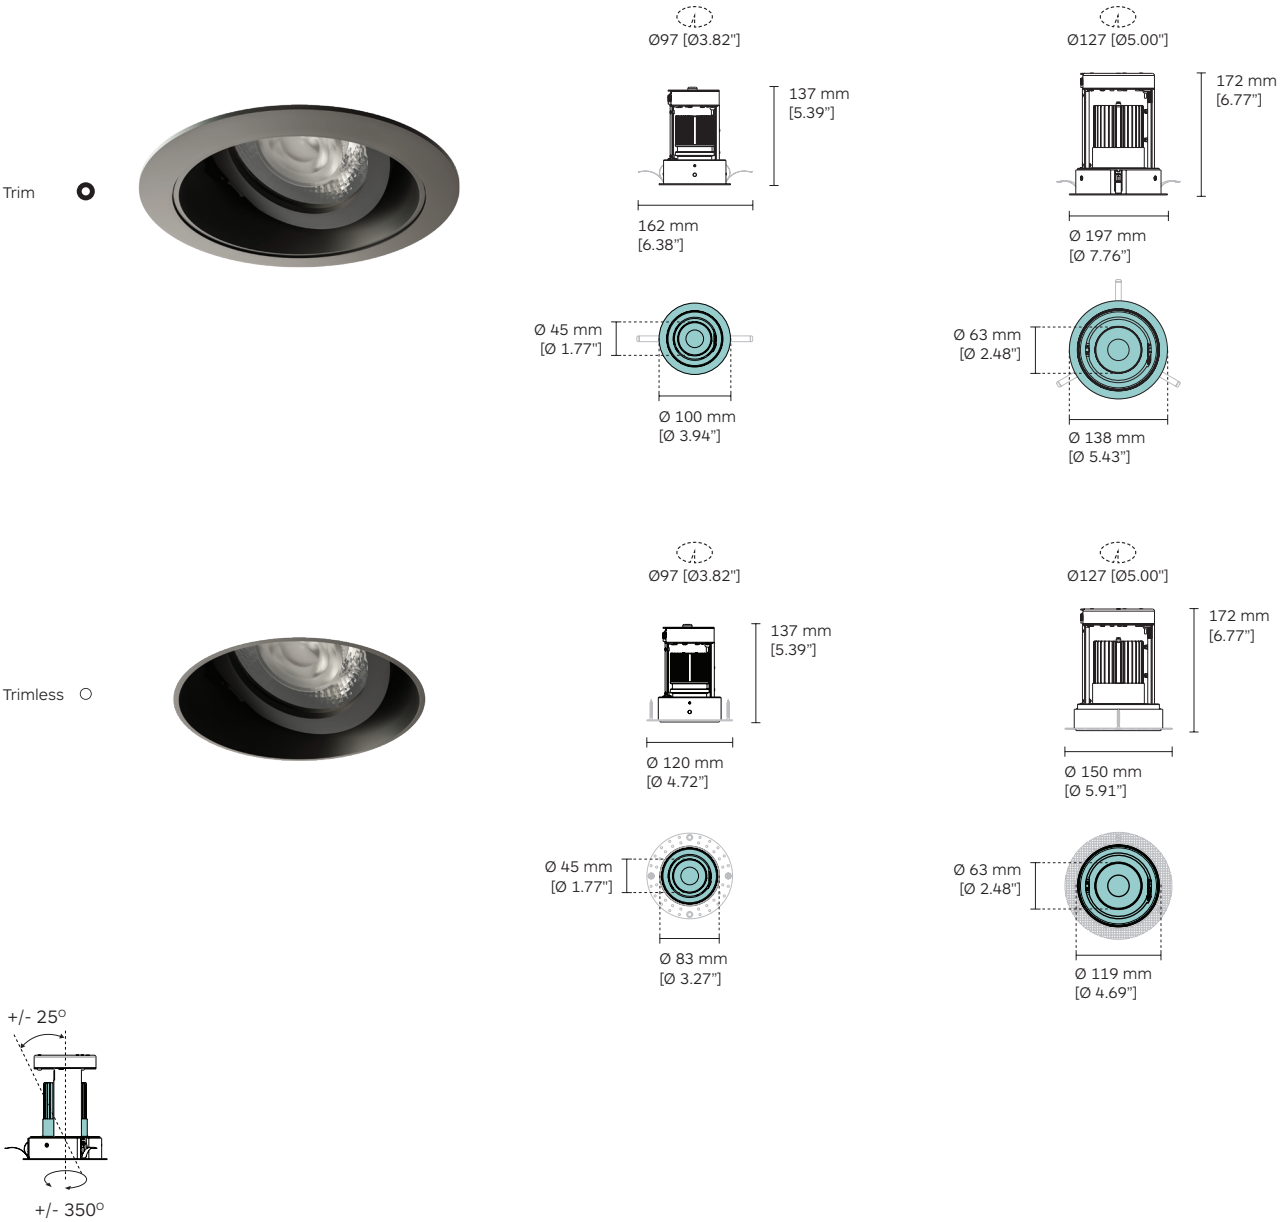 Trim
Ø97 [Ø3.82"]
137 mm
[5.39”]
162 mm
[6.38”]
Ø 45 mm
[Ø 1.77"]
Ø 100 mm
[Ø 3.94”]
Ø127 [Ø5.00"]
172 mm
[6.77”]
Ø 197 mm
[Ø 7.76”]
Ø 63 mm
[Ø 2.48"]
Ø 138 mm
[Ø 5.43”]
Trimless
Ø97 [Ø3.82"]
137 mm
[5.39”]
Ø 120 mm
[Ø 4.72”]
Ø 45 mm
[Ø 1.77"]
Ø 83 mm
[Ø 3.27”]
Ø127 [Ø5.00"]
172 mm
[6.77”]
Ø 150 mm
[Ø 5.91”]
Ø 63 mm
[Ø 2.48"]
Ø 119 mm
[Ø 4.69”]
+/- 25°
+/- 350°